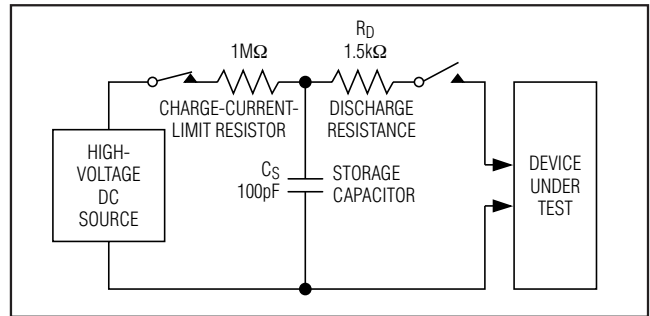 1MΩ
CHARGE-CURRENT-
LIMIT RESISTOR
RD
1.5kΩ
DISCHARGE
RESISTANCE
HIGH-
VOLTAGE
DC
SOURCE
CS
100pF
STORAGE
CAPACITOR
DEVICE
UNDER
TEST